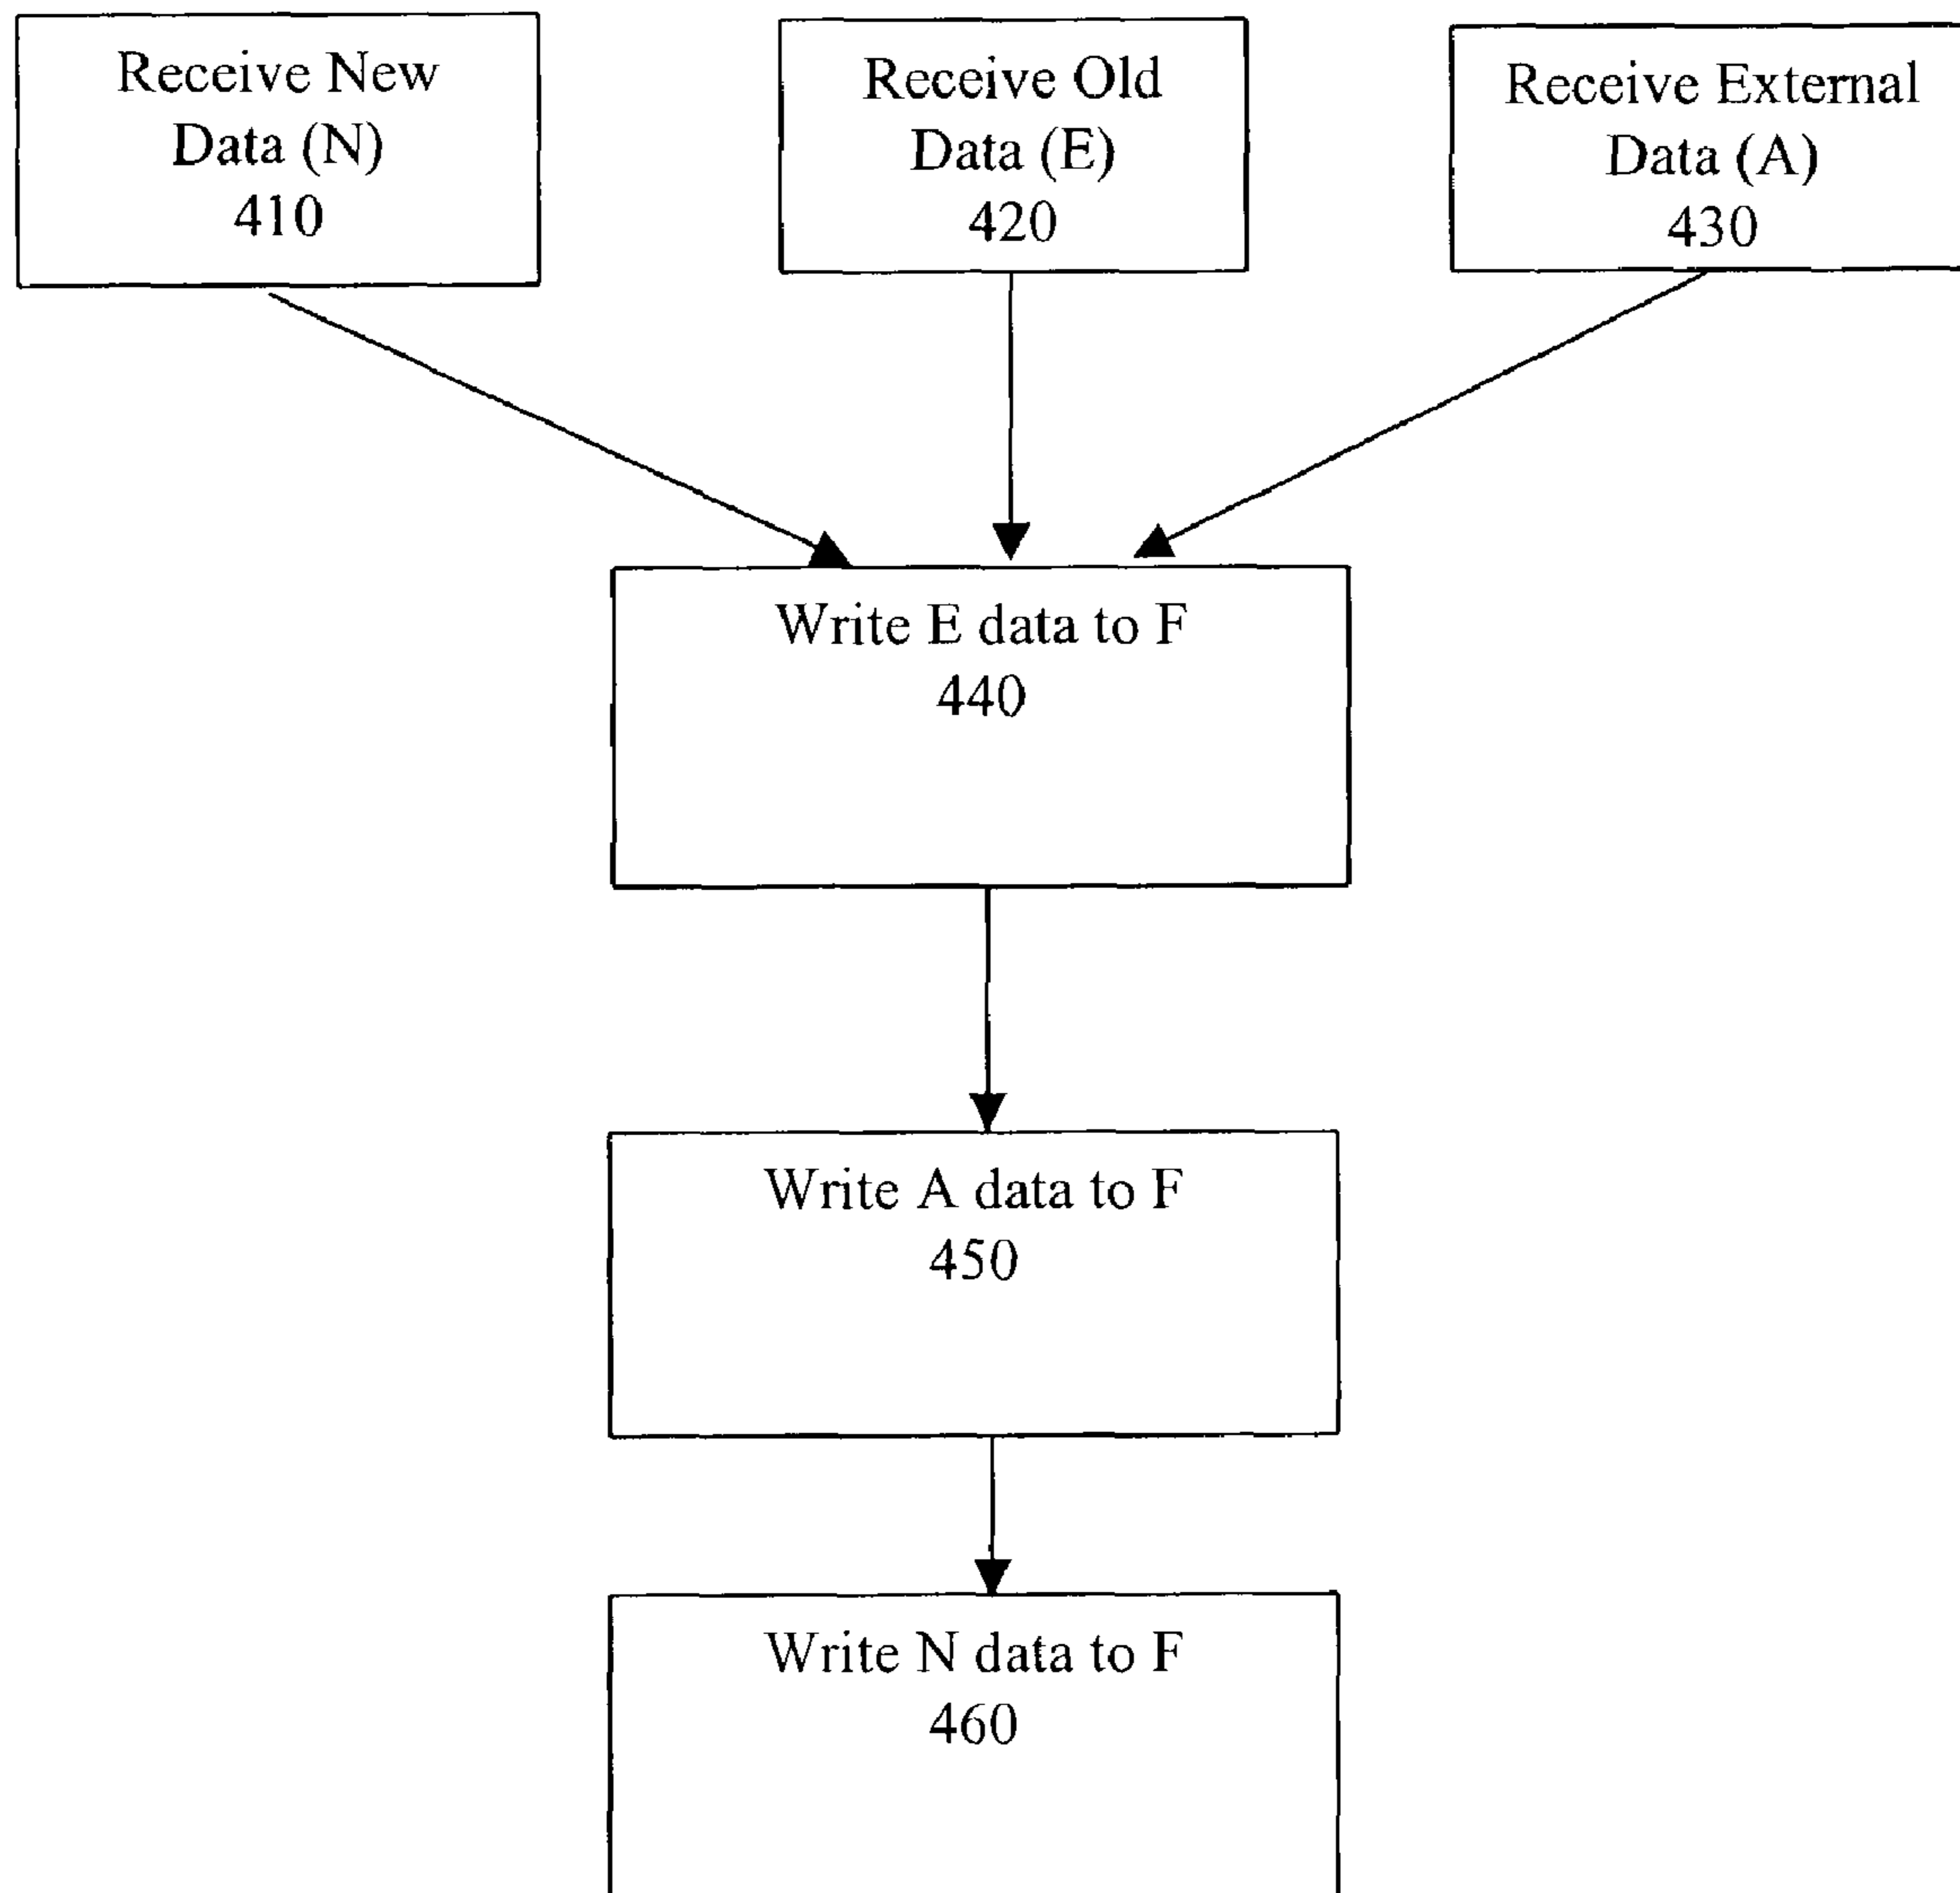 Receive New
Data (N)
410
Receive Old
Data (E)
420
Receive External
Data (A)
430
Write E data to F
440
Write A data to F
450
Write N data to F
460